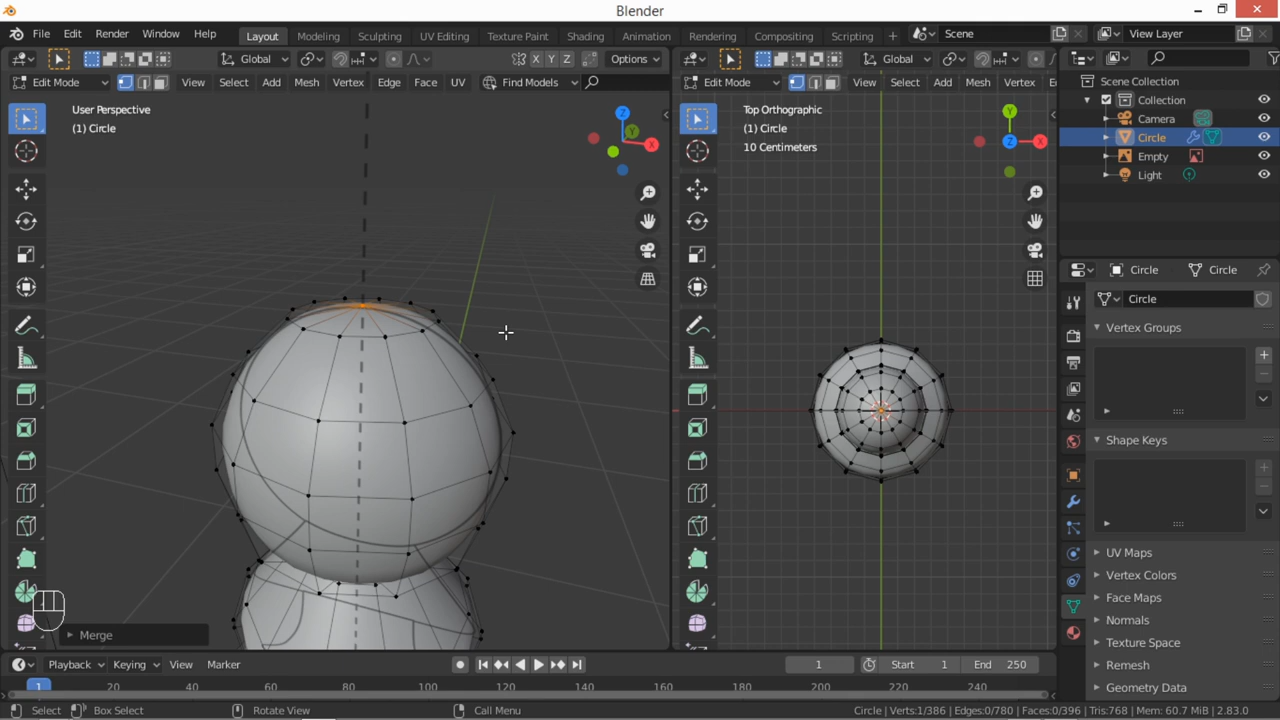 Blender
File Edit Render Window Help Layout Modeling Sculpting UV Editing Texture Paint Shading Animation Rendering Compositing Scripting + Scene View Layer
Global X Y Z Options Global
Edit Mode View Select Add Mesh Vertex Edge Face UV Find Models Edit Mode View Select Add Mesh Vertex
User Perspective
(1) Circle
Z
Y
X
Merge
Top Orthographic
(1) Circle
10 Centimeters
Y
Z
X
Scene Collection
Collection
Camera
Circle
Empty
Light
Circle Circle
Circle
Vertex Groups
Shape Keys
UV Maps
Vertex Colors
Face Maps
Normals
Texture Space
Remesh
Geometry Data
Playback Keying View Marker 1 Start 1 End 250
1 20 40 60 80 100 120 140 160 180 200 220 240
Select Box Select Rotate View Call Menu Circle | Verts:1/386 | Edges:0/780 | Faces:0/396 | Tris:768 | Mem: 60.7 MiB | 2.83.0